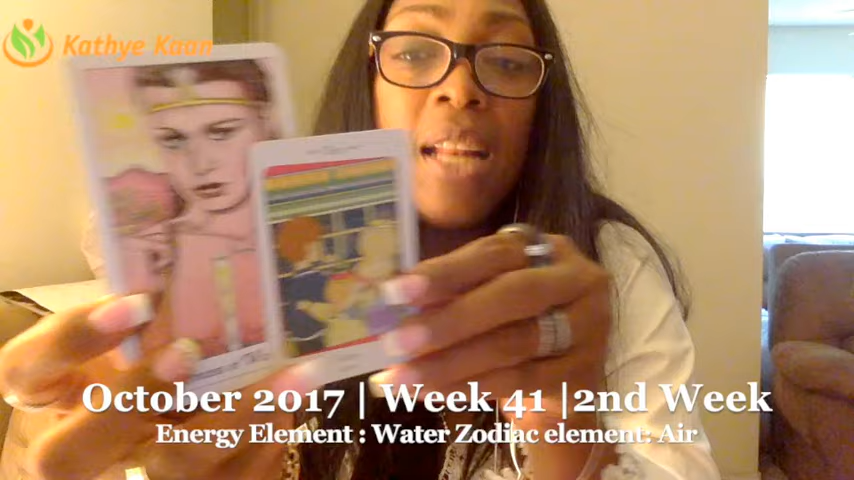 Kathye Kaan
October 2017 | Week 41 |2nd Week
Energy Element : Water Zodiac element: Air